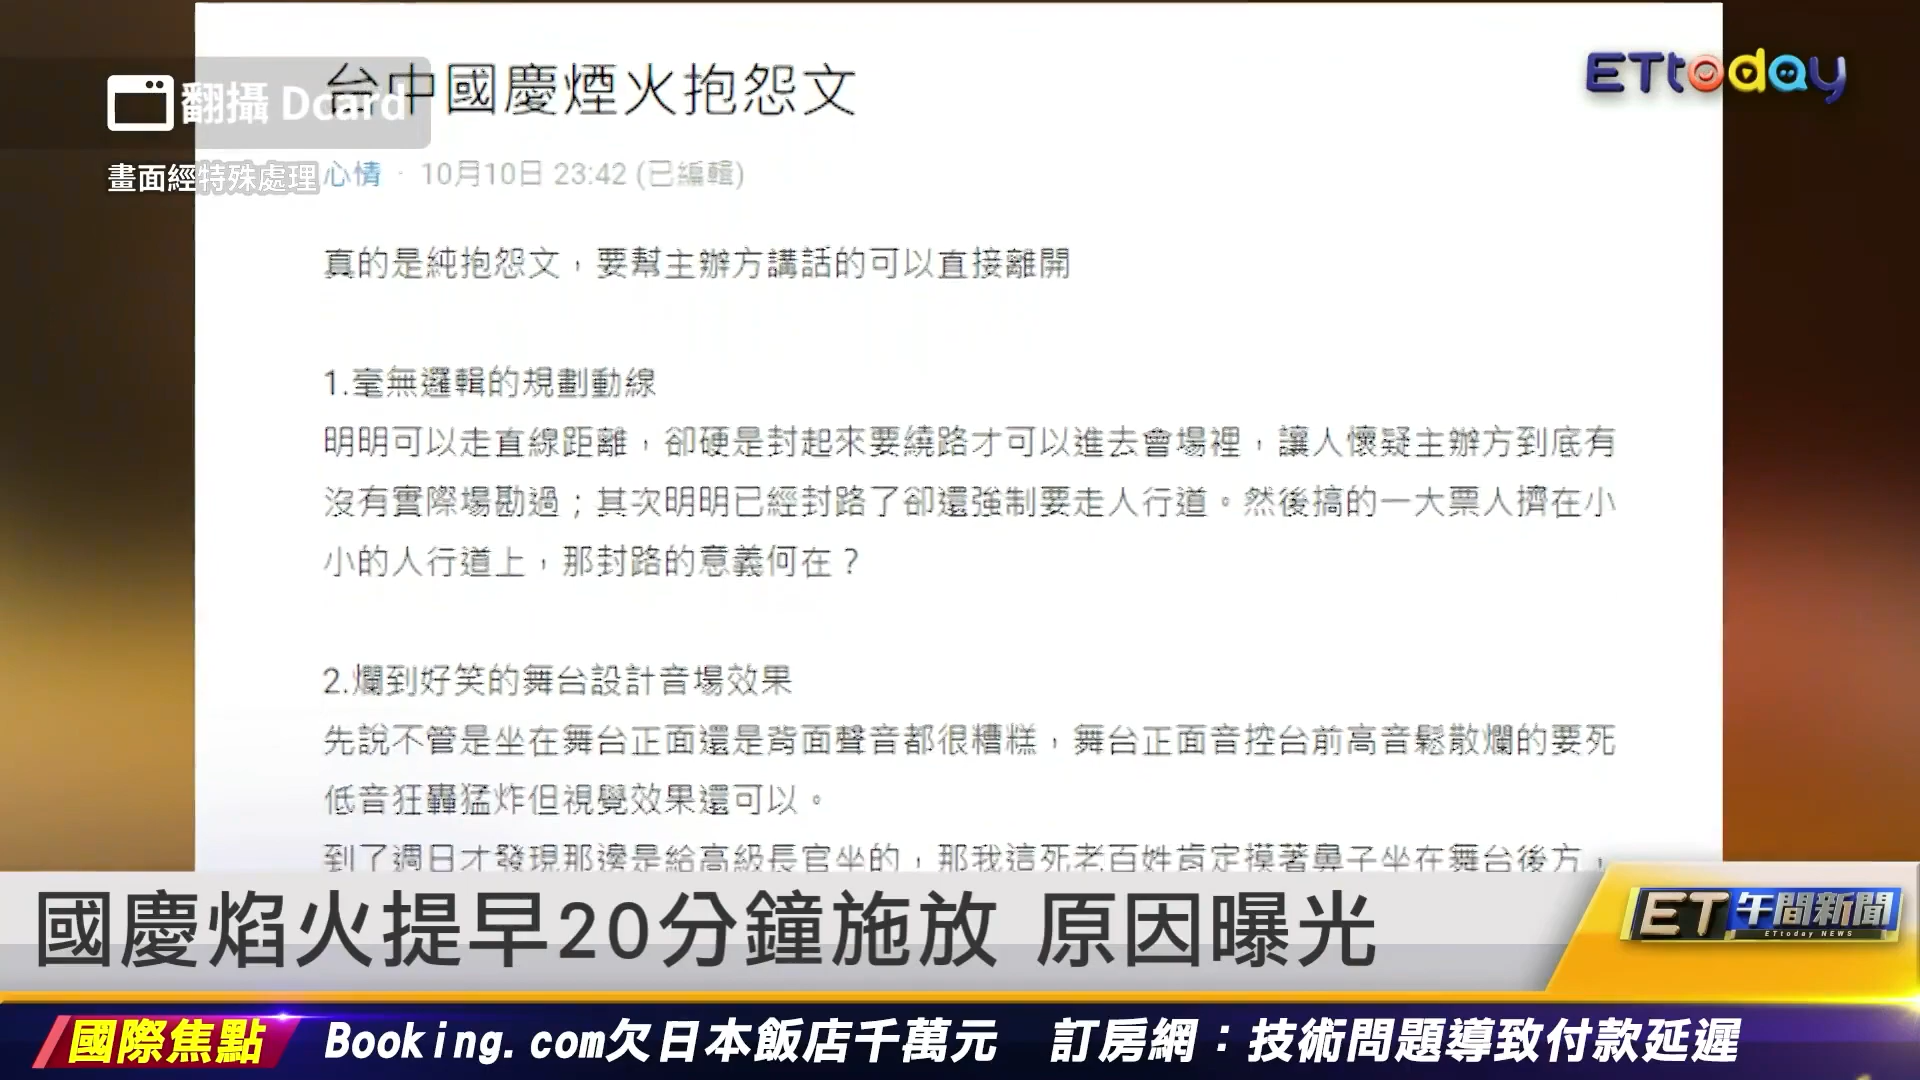 台中國慶煙火抱怨文
翻攝 Dcard
ETtoday
畫面經特殊處理
心情 · 10月10日 23:42 (已編輯)
真的是純抱怨文，要幫主辦方講話的可以直接離開
1.毫無邏輯的規劃動線
明明可以走直線距離，卻硬是封起來要繞路才可以進去會場裡，讓人懷疑主辦方到底有
沒有實際場勘過；其次明明已經封路了卻還強制要走人行道。然後搞的一大票人擠在小
小的人行道上，那封路的意義何在？
2.爛到好笑的舞台設計音場效果
先說不管是坐在舞台正面還是背面聲音都很糟糕，舞台正面音控台前高音鬆散爛的要死
低音狂轟猛炸但視覺效果還可以。
到了週日才發現那邊是給高級長官坐的，那我這死老百姓肯定摸著鼻子坐在舞台後方，
國慶焰火提早20分鐘施放 原因曝光
ET午間新聞
ETtoday NEWS
國際焦點
Booking.com欠日本飯店千萬元 訂房網：技術問題導致付款延遲